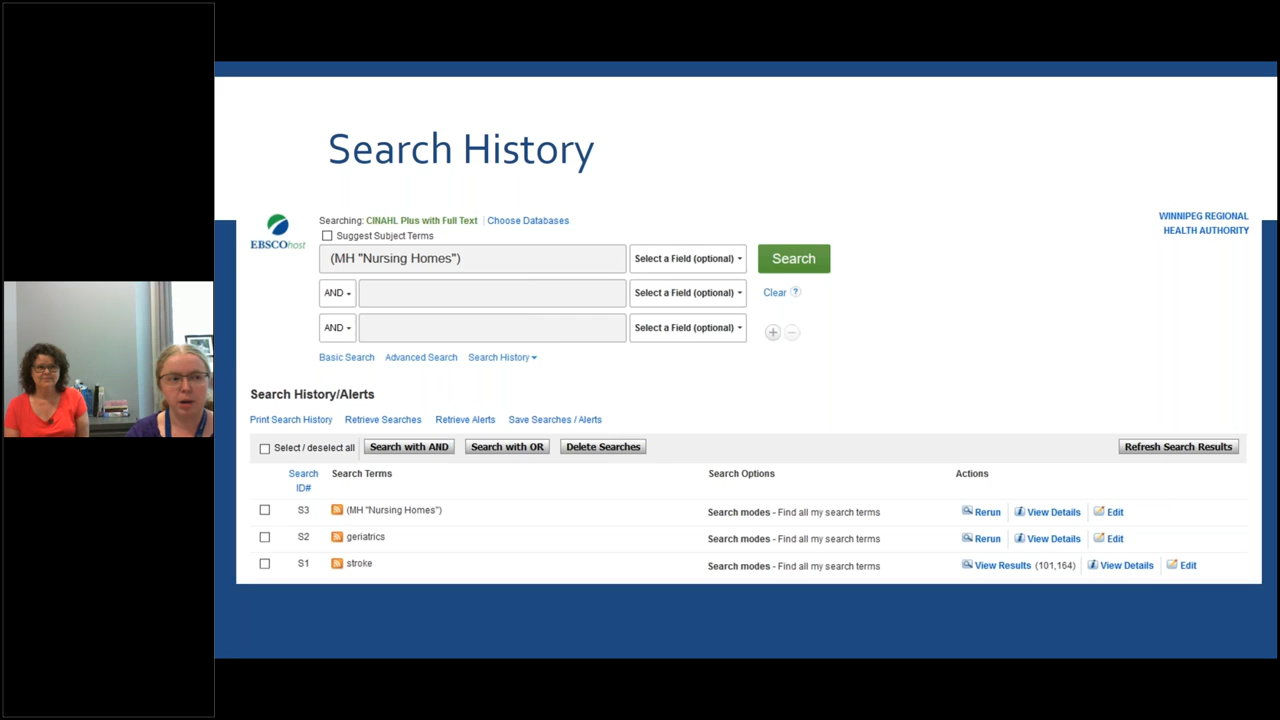 Search History
EBSCOhost
Searching: CINAHL Plus with Full Text | Choose Databases
WINNIPEG REGIONAL
HEALTH AUTHORITY
Suggest Subject Terms
(MH "Nursing Homes") Select a Field (optional) Search
AND Select a Field (optional) Clear ?
AND Select a Field (optional)
Basic Search Advanced Search Search History
Search History/Alerts
Print Search History Retrieve Searches Retrieve Alerts Save Searches / Alerts
Select / deselect all Search with AND Search with OR Delete Searches Refresh Search Results
Search ID# Search Terms Search Options Actions
S3 (MH "Nursing Homes") Search modes - Find all my search terms Rerun View Details Edit
S2 geriatrics Search modes - Find all my search terms Rerun View Details Edit
S1 stroke Search modes - Find all my search terms View Results (101,164) View Details Edit